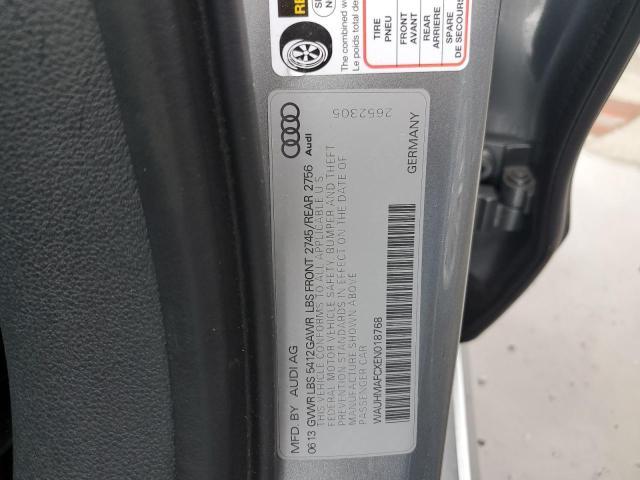 The combined w
Le poids total de
TIRE
PNEU
FRONT
AVANT
REAR
ARRIERE
SPARE
DE SECOURS
MFD. BY AUDI AG
Audi
0613 GVWR LBS 5412 GAWR LBS FRONT 2745/REAR 2756
THIS VEHICLE CONFORMS TO ALL APPLICABLE U.S.
FEDERAL MOTOR VEHICLE SAFETY BUMPER AND THEFT
PREVENTION STANDARDS IN EFFECT ON THE DATE OF
MANUFACTURE SHOWN ABOVE
PASSENGER CAR
WAUHMAFCXEN018768
GERMANY
2652305